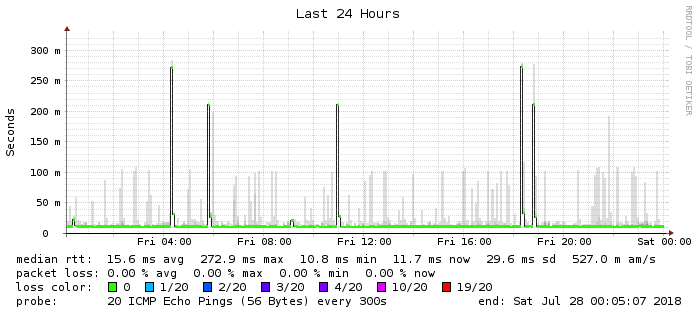 Last 24 Hours
RRDTOOL / TOBI OETIKER
Seconds
300 m
250 m
200 m
150 m
100 m
50 m
0
Fri 04:00 Fri 08:00 Fri 12:00 Fri 16:00 Fri 20:00 Sat 00:00
median rtt: 15.6 ms avg 272.9 ms max 10.8 ms min 11.7 ms now 29.6 ms sd 527.0 m am/s
packet loss: 0.00 % avg 0.00 % max 0.00 % min 0.00 % now
loss color: 0 1/20 2/20 3/20 4/20 10/20 19/20
probe: 20 ICMP Echo Pings (56 Bytes) every 300s end: Sat Jul 28 00:05:07 2018